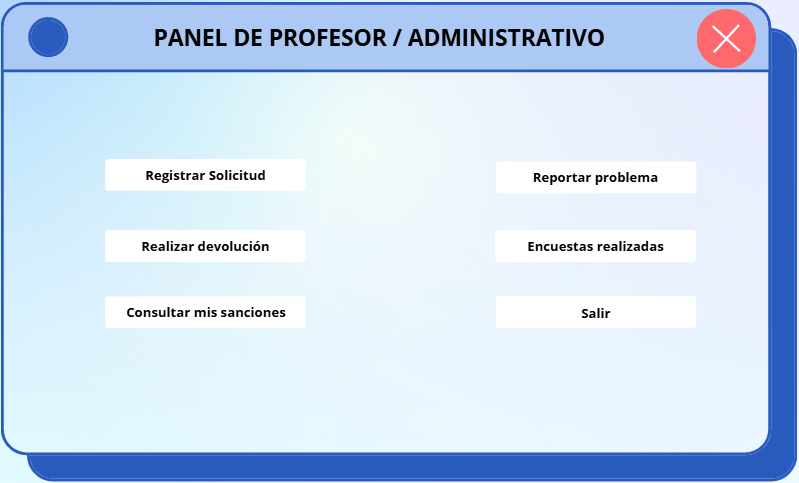 PANEL DE PROFESOR / ADMINISTRATIVO
Registrar Solicitud
Reportar problema
Realizar devolución
Encuestas realizadas
Consultar mis sanciones
Salir